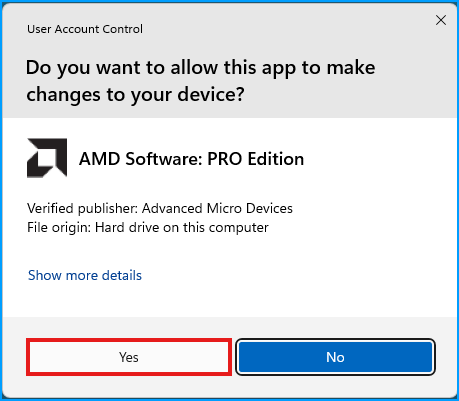 User Account Control
Do you want to allow this app to make
changes to your device?
AMD Software: PRO Edition
Verified publisher: Advanced Micro Devices
File origin: Hard drive on this computer
Show more details
Yes
No